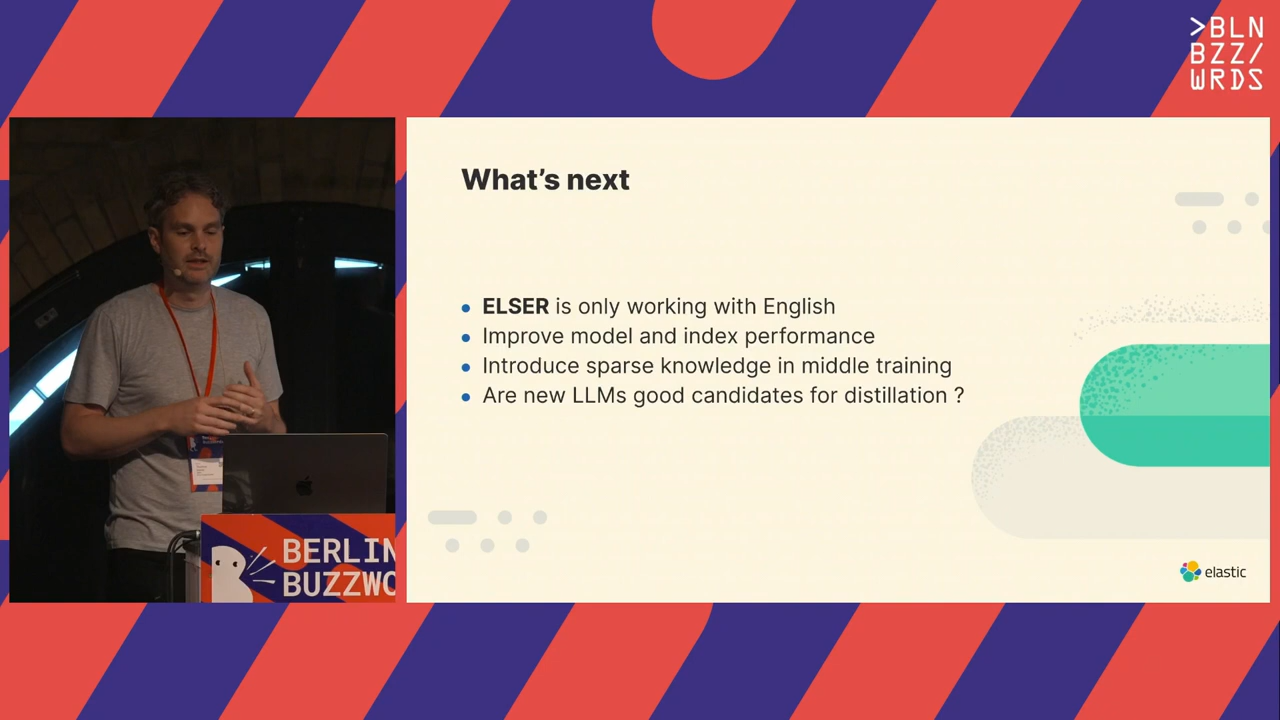 >BLN
BZZ/
WRDS
What’s next
ELSER is only working with English
Improve model and index performance
Introduce sparse knowledge in middle training
Are new LLMs good candidates for distillation ?
elastic
BERLIN
BUZZWO